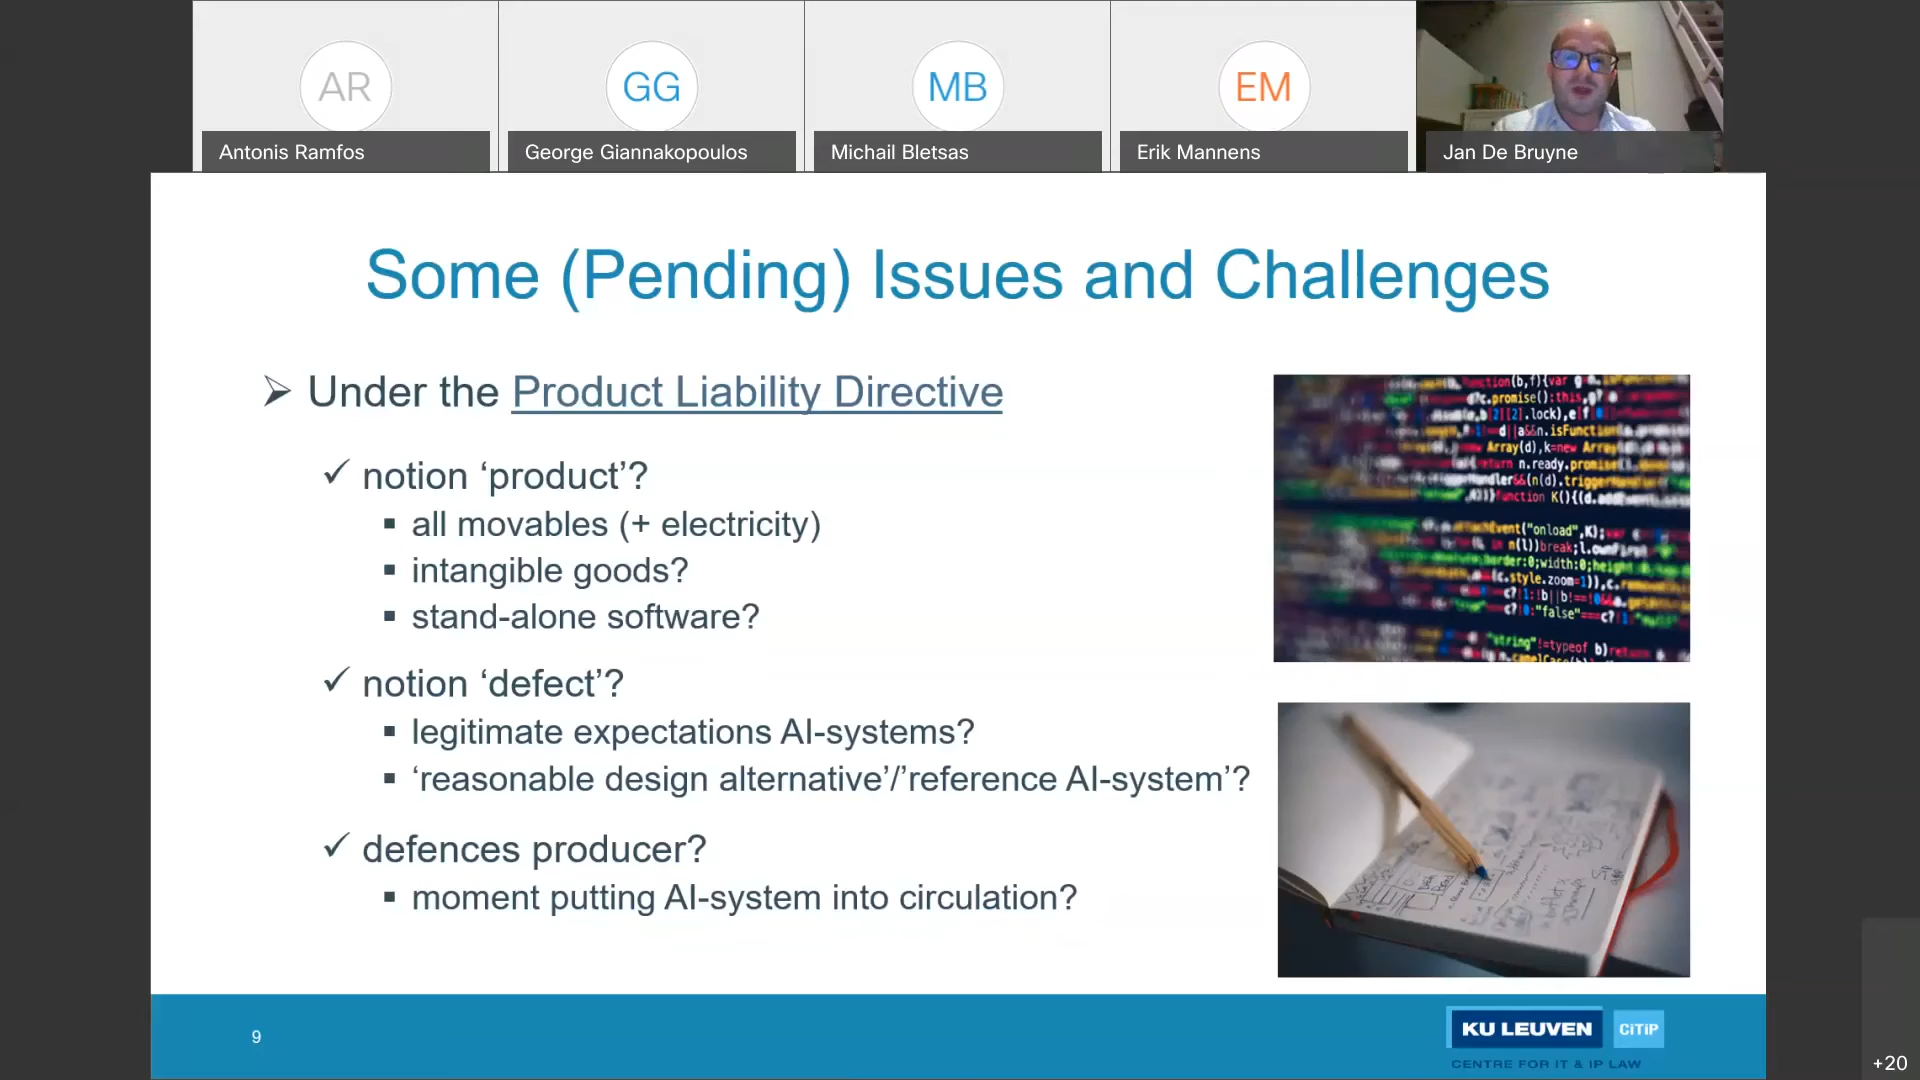 AR
GG
MB
EM
Antonis Ramfos
George Giannakopoulos
Michail Bletsas
Erik Mannens
Jan De Bruyne
Some (Pending) Issues and Challenges
Under the Product Liability Directive
notion ‘product’?
all movables (+ electricity)
intangible goods?
stand-alone software?
notion ‘defect’?
legitimate expectations AI-systems?
‘reasonable design alternative’/’reference AI-system’?
defences producer?
moment putting AI-system into circulation?
9
KU LEUVEN
CiTiP
CENTRE FOR IT & IP LAW
+20